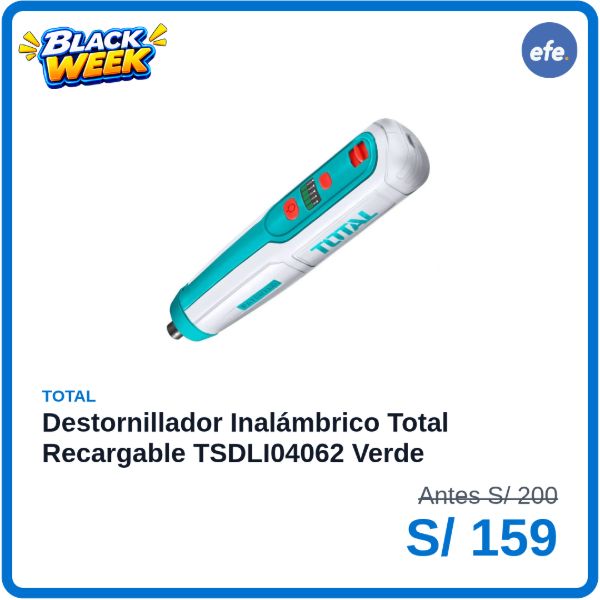 BLACK
WEEK
efe.
TOTAL
TOTAL
Destornillador Inalámbrico Total
Recargable TSDLI04062 Verde
Antes S/ 200
S/ 159